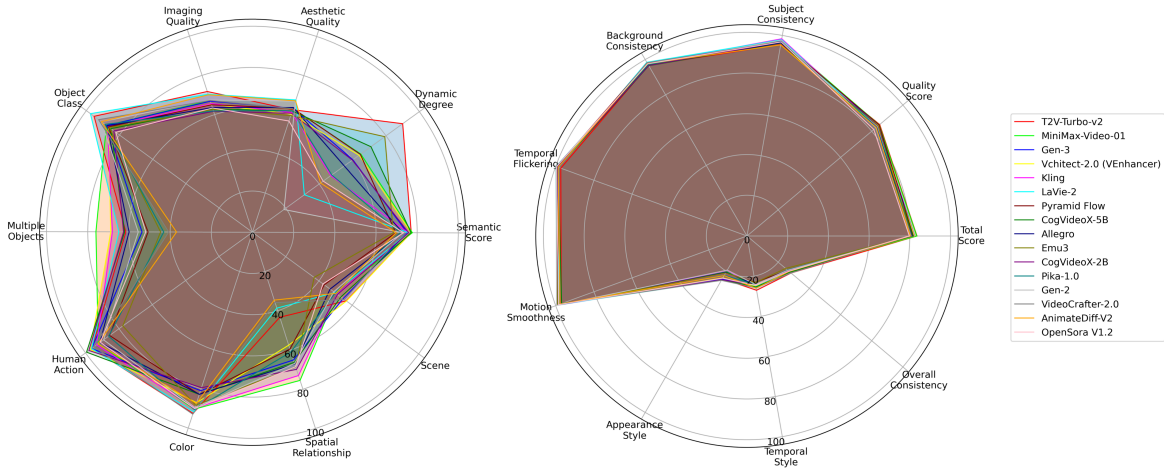 Imaging
Quality
Aesthetic
Quality
Object
Class
Dynamic
Degree
Multiple
Objects
Semantic
Score
Human
Action
Scene
Color
Spatial
Relationship
0
20
40
60
80
100
Subject
Consistency
Background
Consistency
Quality
Score
Temporal
Flickering
Total
Score
Motion
Smoothness
Overall
Consistency
Appearance
Style
Temporal
Style
0
20
40
60
80
100
T2V-Turbo-v2
MiniMax-Video-01
Gen-3
Vchitect-2.0 (VEnhancer)
Kling
LaVie-2
Pyramid Flow
CogVideoX-5B
Allegro
Emu3
CogVideoX-2B
Pika-1.0
Gen-2
VideoCrafter-2.0
AnimateDiff-V2
OpenSora V1.2